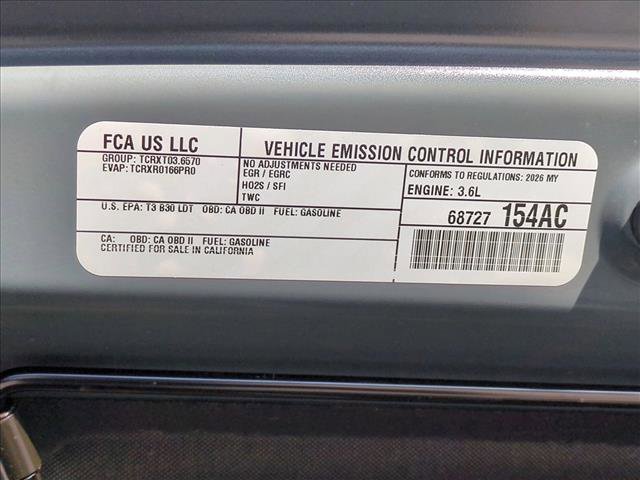 FCA US LLC
GROUP: TCRXT03.6570
EVAP: TCRXR0166PR0
VEHICLE EMISSION CONTROL INFORMATION
NO ADJUSTMENTS NEEDED
EGR / EGRC
HO2S / SFI
TWC
CONFORMS TO REGULATIONS: 2026 MY
ENGINE: 3.6L
U.S. EPA: T3 B30 LDT OBD: CA OBD II FUEL: GASOLINE
68727 154AC
CA: OBD: CA OBD II FUEL: GASOLINE
CERTIFIED FOR SALE IN CALIFORNIA